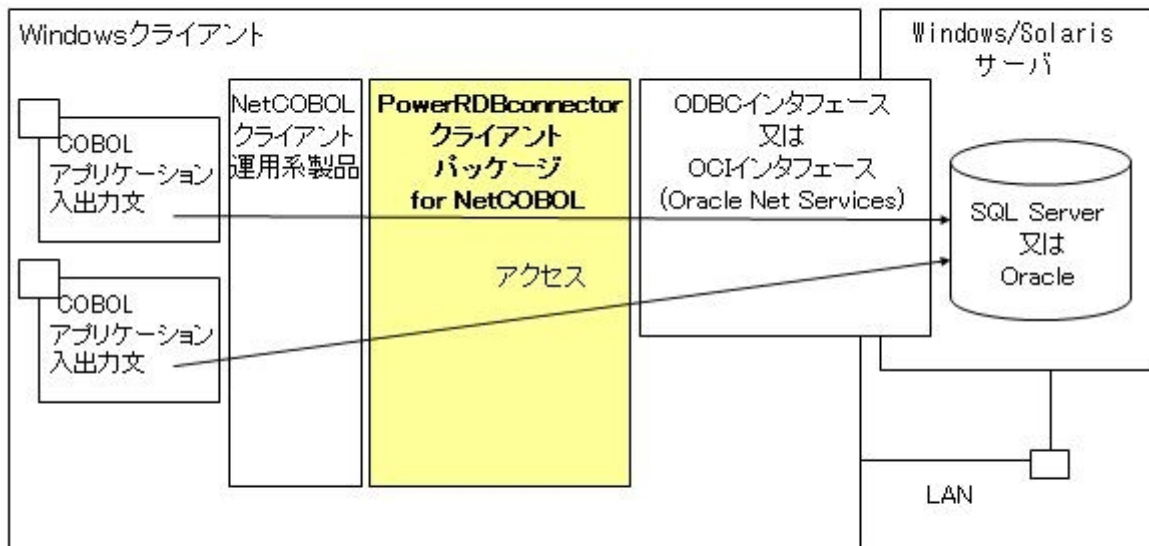 Windowsクライアント
COBOL
アプリケーション
入出力文
COBOL
アプリケーション
入出力文
NetCOBOL
クライアント
運用系製品
PowerRDBconnector
クライアント
パッケージ
for NetCOBOL
アクセス
ODBCインタフェース
又は
OCIインタフェース
(Oracle Net Services)
Windows/Solaris
サーバ
SQL Server
又は
Oracle
LAN